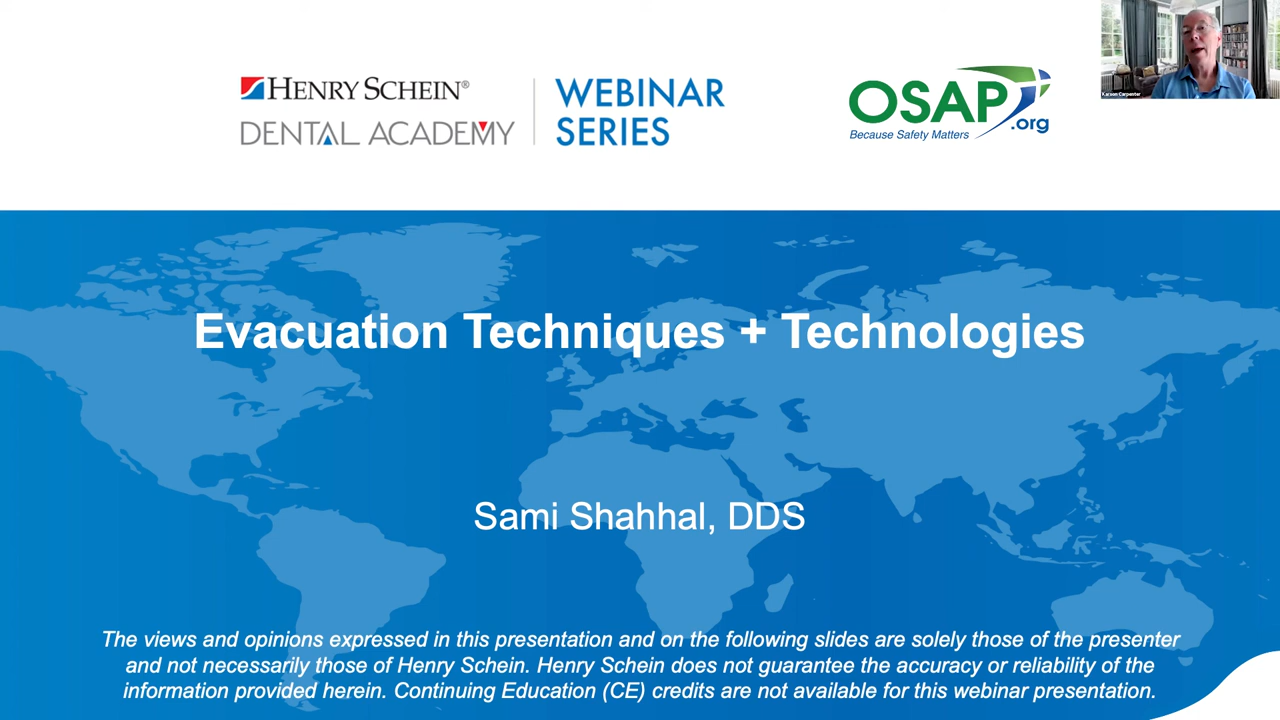 HENRY SCHEIN®
DENTAL ACADEMY
WEBINAR
SERIES
OSAP
.org
Because Safety Matters
Karson Carpenter
Evacuation Techniques + Technologies
Sami Shahhal, DDS
The views and opinions expressed in this presentation and on the following slides are solely those of the presenter
and not necessarily those of Henry Schein. Henry Schein does not guarantee the accuracy or reliability of the
information provided herein. Continuing Education (CE) credits are not available for this webinar presentation.